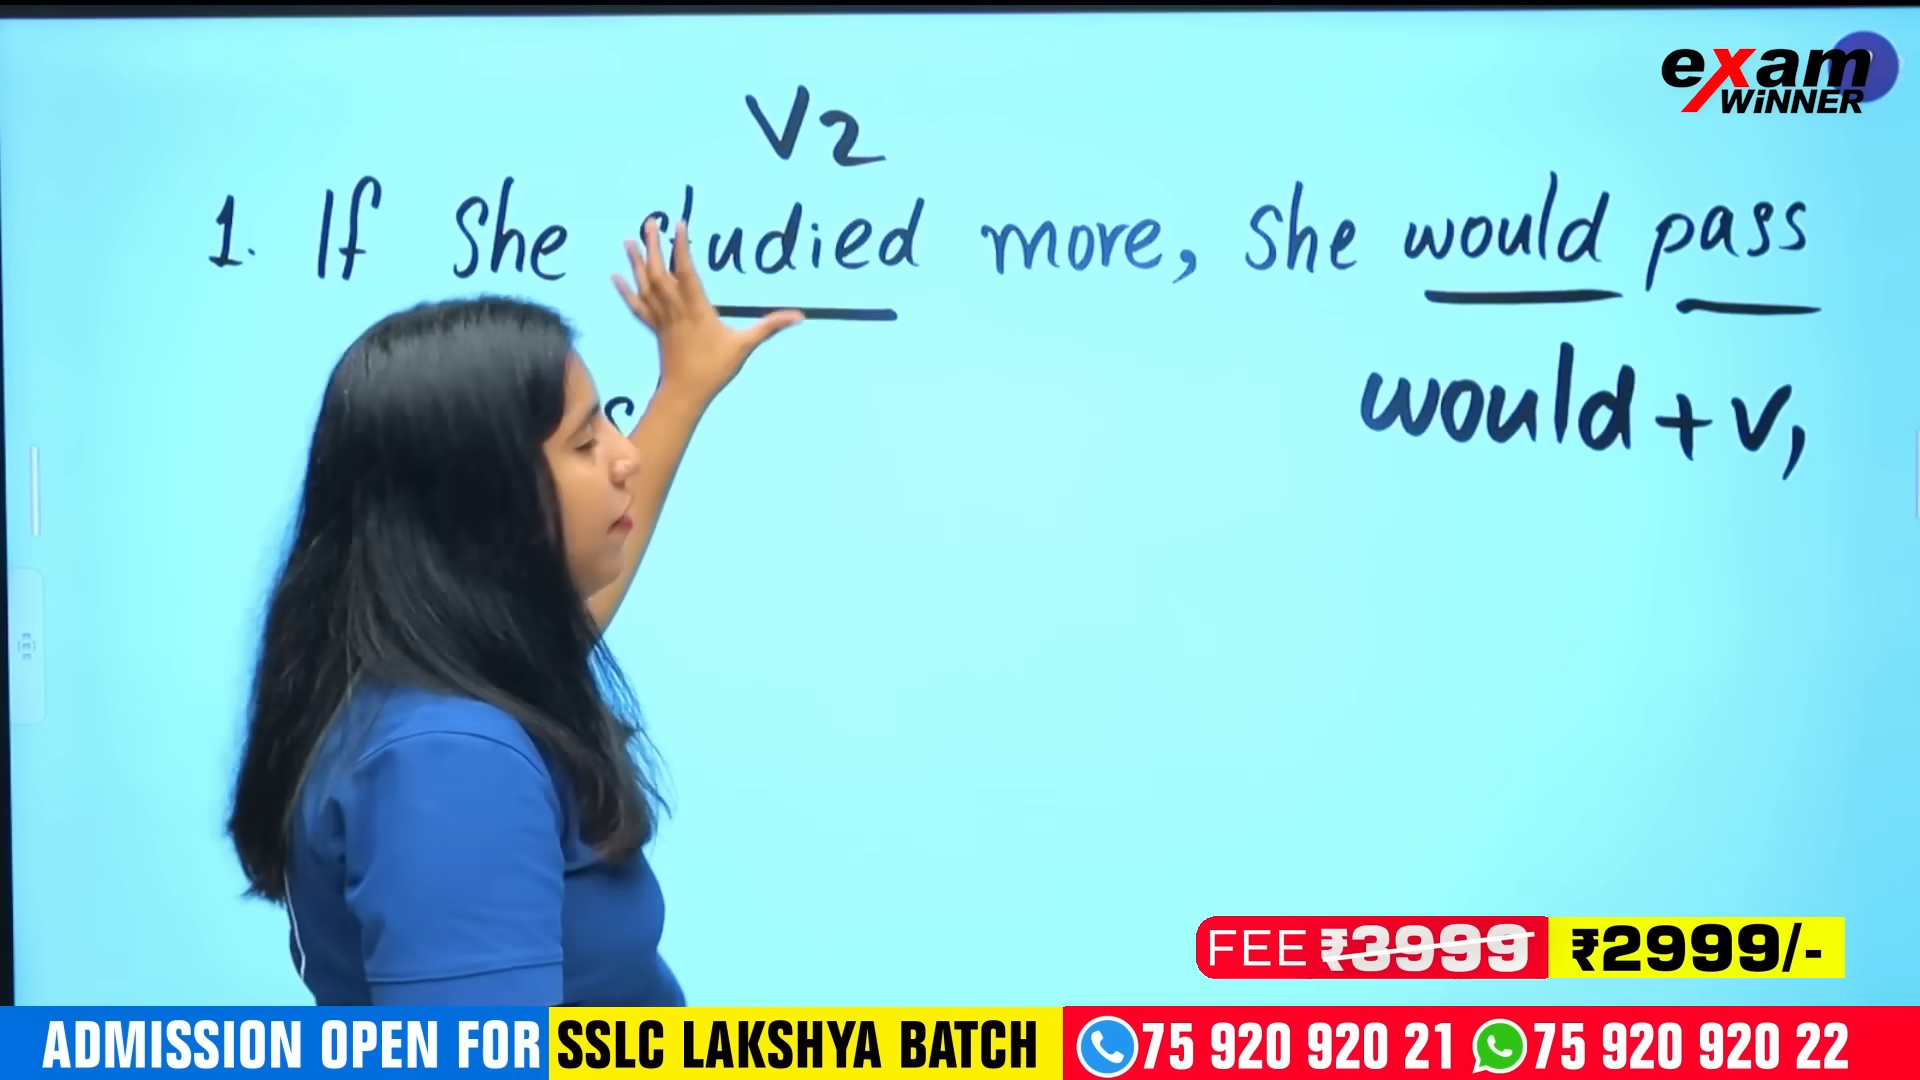 exam
WiNNER
V2
1. If She studied more, She would pass
would + V,
FEE ₹3999 ₹2999/-
ADMISSION OPEN FOR SSLC LAKSHYA BATCH 75 920 920 21 75 920 920 22